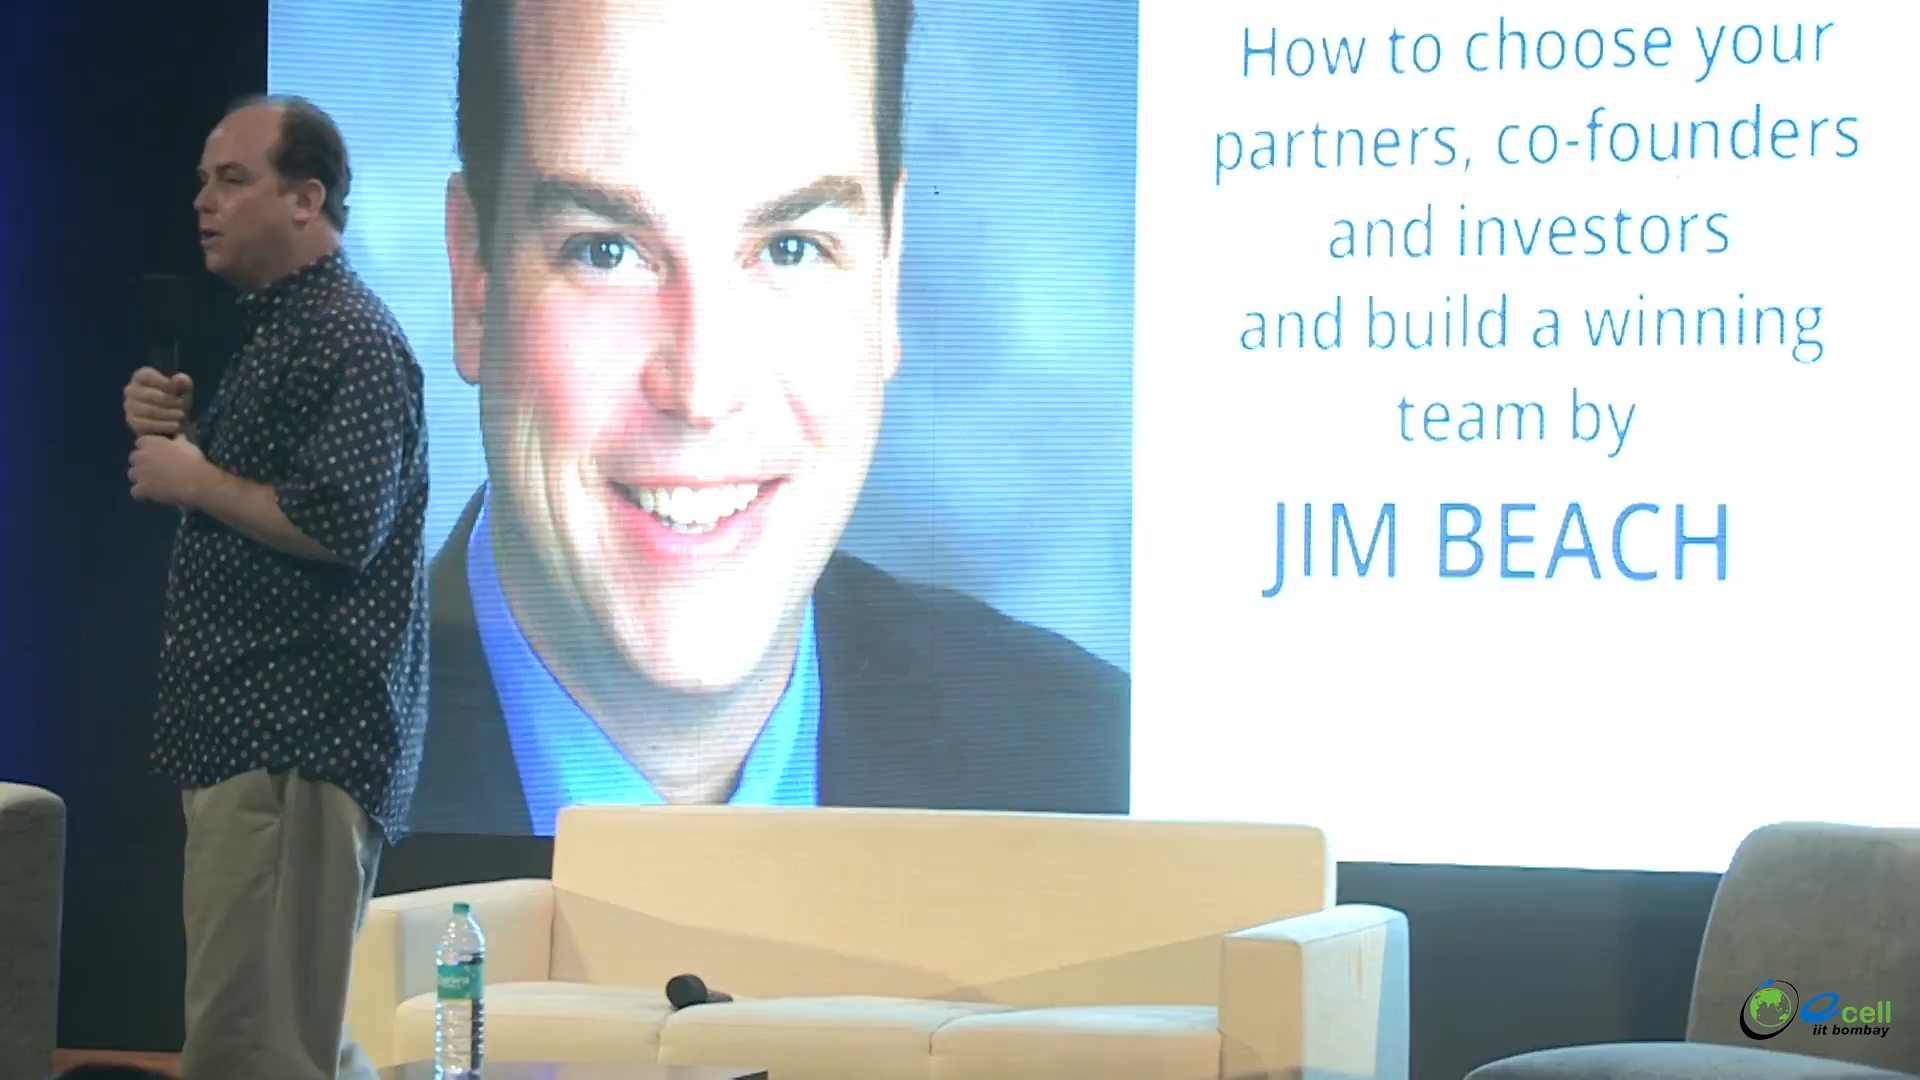 How to choose your
partners, co-founders
and investors
and build a winning
team by
JIM BEACH
ecell
iit bombay